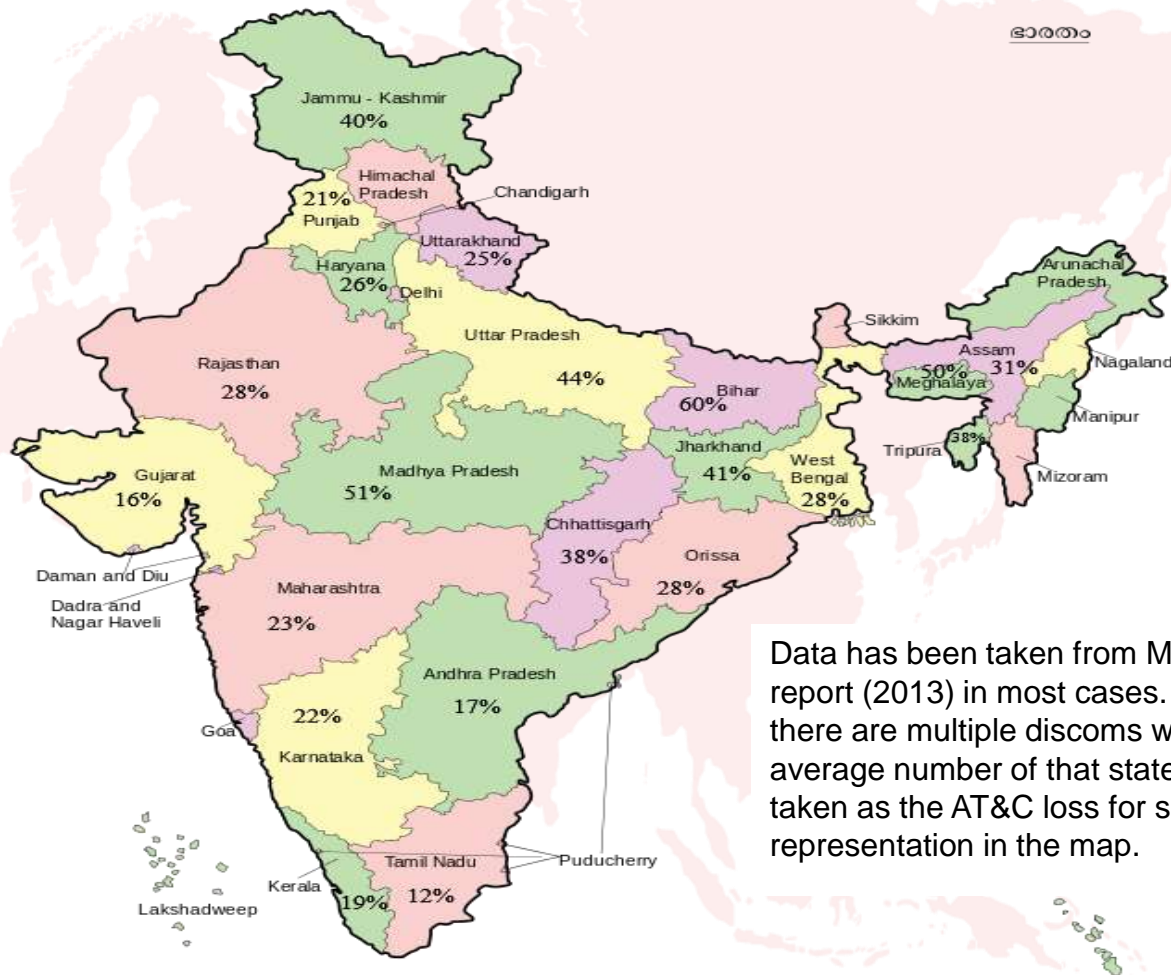 ഭാരതം
Jammu - Kashmir
40%
Himachal
Pradesh
Chandigarh
21%
Punjab
Uttarakhand
25%
Haryana
26%
Delhi
Arunachal
Pradesh
Sikkim
Uttar Pradesh
44%
Rajasthan
28%
Assam
31%
50%
Meghalaya
Nagaland
Bihar
60%
Manipur
Tripura
38%
Mizoram
Jharkhand
41%
West
Bengal
28%
Gujarat
16%
Madhya Pradesh
51%
Chhattisgarh
38%
Orissa
28%
Daman and Diu
Dadra and
Nagar Haveli
Maharashtra
23%
Andhra Pradesh
17%
Goa
22%
Karnataka
Tamil Nadu
12%
Puducherry
Kerala
19%
Lakshadweep
Data has been taken from M
report (2013) in most cases.
there are multiple discoms w
average number of that state
taken as the AT&C loss for s
representation in the map.